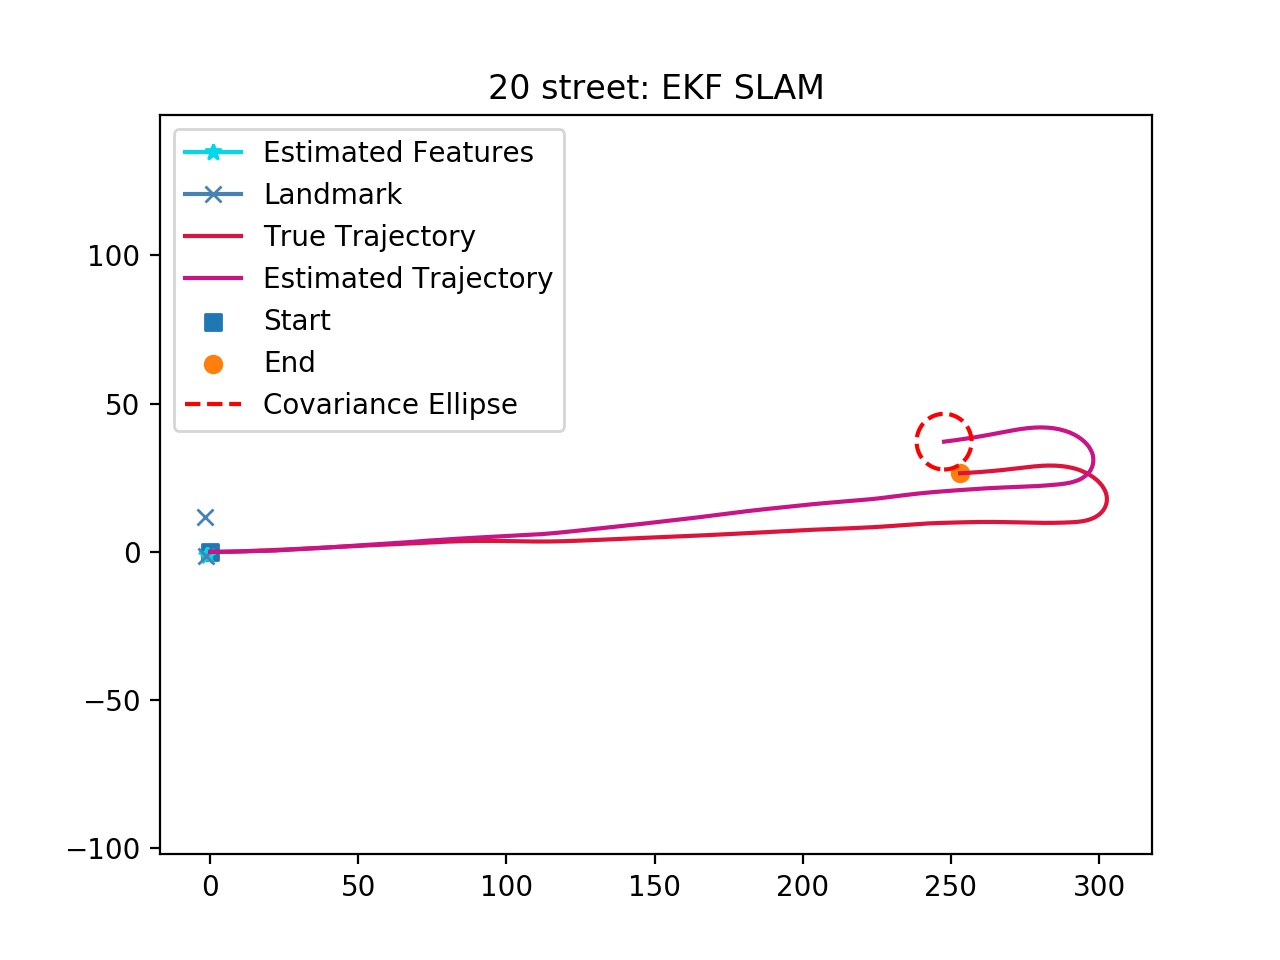 20 street: EKF SLAM
Estimated Features
Landmark
True Trajectory
Estimated Trajectory
Start
End
Covariance Ellipse
100
50
0
−50
−100
0 50 100 150 200 250 300